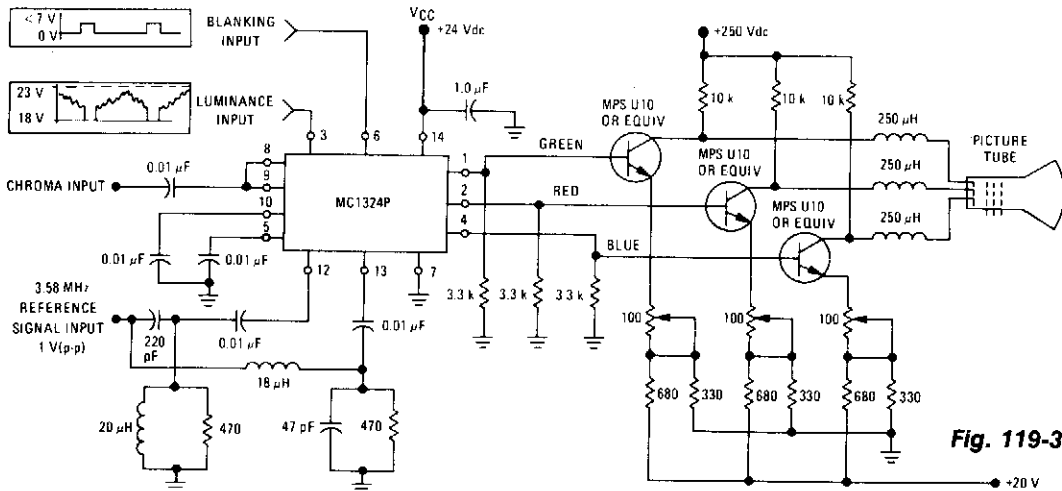 < 7 V
0 V
BLANKING
INPUT
VCC
+24 Vdc
+250 Vdc
23 V
18 V
LUMINANCE
INPUT
1.0 µF
10 k
10 k
10 k
MPS U10
OR EQUIV
MPS U10
OR EQUIV
MPS U10
OR EQUIV
250 µH
250 µH
250 µH
PICTURE
TUBE
3
6
14
GREEN
RED
BLUE
0.01 µF
CHROMA INPUT
8
9
10
5
MC1324P
1
2
4
12
13
7
0.01 µF
0.01 µF
3.58 MHz
REFERENCE
SIGNAL INPUT
1 V(p-p)
220
pF
0.01 µF
0.01 µF
18 µH
20 µH
470
47 pF
470
3.3 k
3.3 k
3.3 k
100
100
100
680
330
680
330
680
330
Fig. 119-3
+20 V